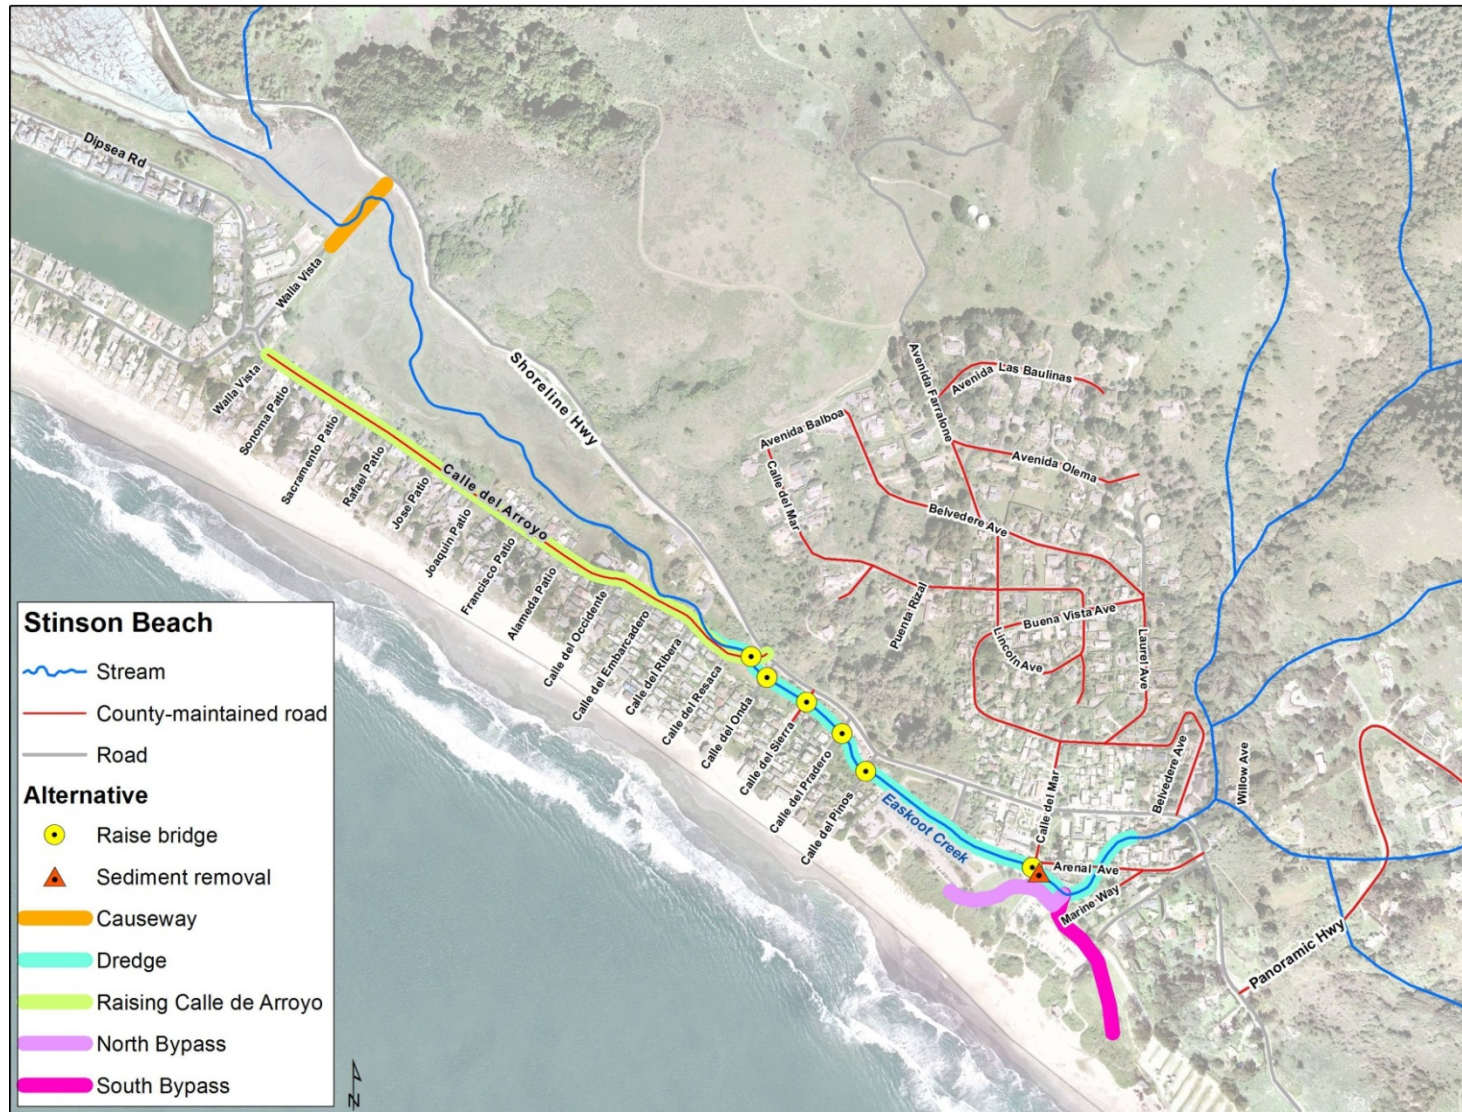 Dipsea Rd
Walla Vista
Shoreline Hwy
Walla Vista
Sonoma Patio
Sacramento Patio
Rafael Patio
Jose Patio
Joaquin Patio
Francisco Patio
Alameda Patio
Calle del Arroyo
Calle del Occidente
Calle del Embarcadero
Calle del Ribera
Calle del Resaca
Calle del Onda
Calle del Sierra
Calle del Pradero
Calle del Pinos
Easkoot Creek
Avenida Farralone
Avenida Las Baulinas
Avenida Balboa
Calle del Mar
Avenida Olema
Belvedere Ave
Puenta Rizal
Buena Vista Ave
Lincoln Ave
Laurel Ave
Calle del Mar
Belvedere Ave
Willow Ave
Arenal Ave
Marine Way
Panoramic Hwy
Stinson Beach
Stream
County-maintained road
Road
Alternative
Raise bridge
Sediment removal
Causeway
Dredge
Raising Calle de Arroyo
North Bypass
South Bypass
N